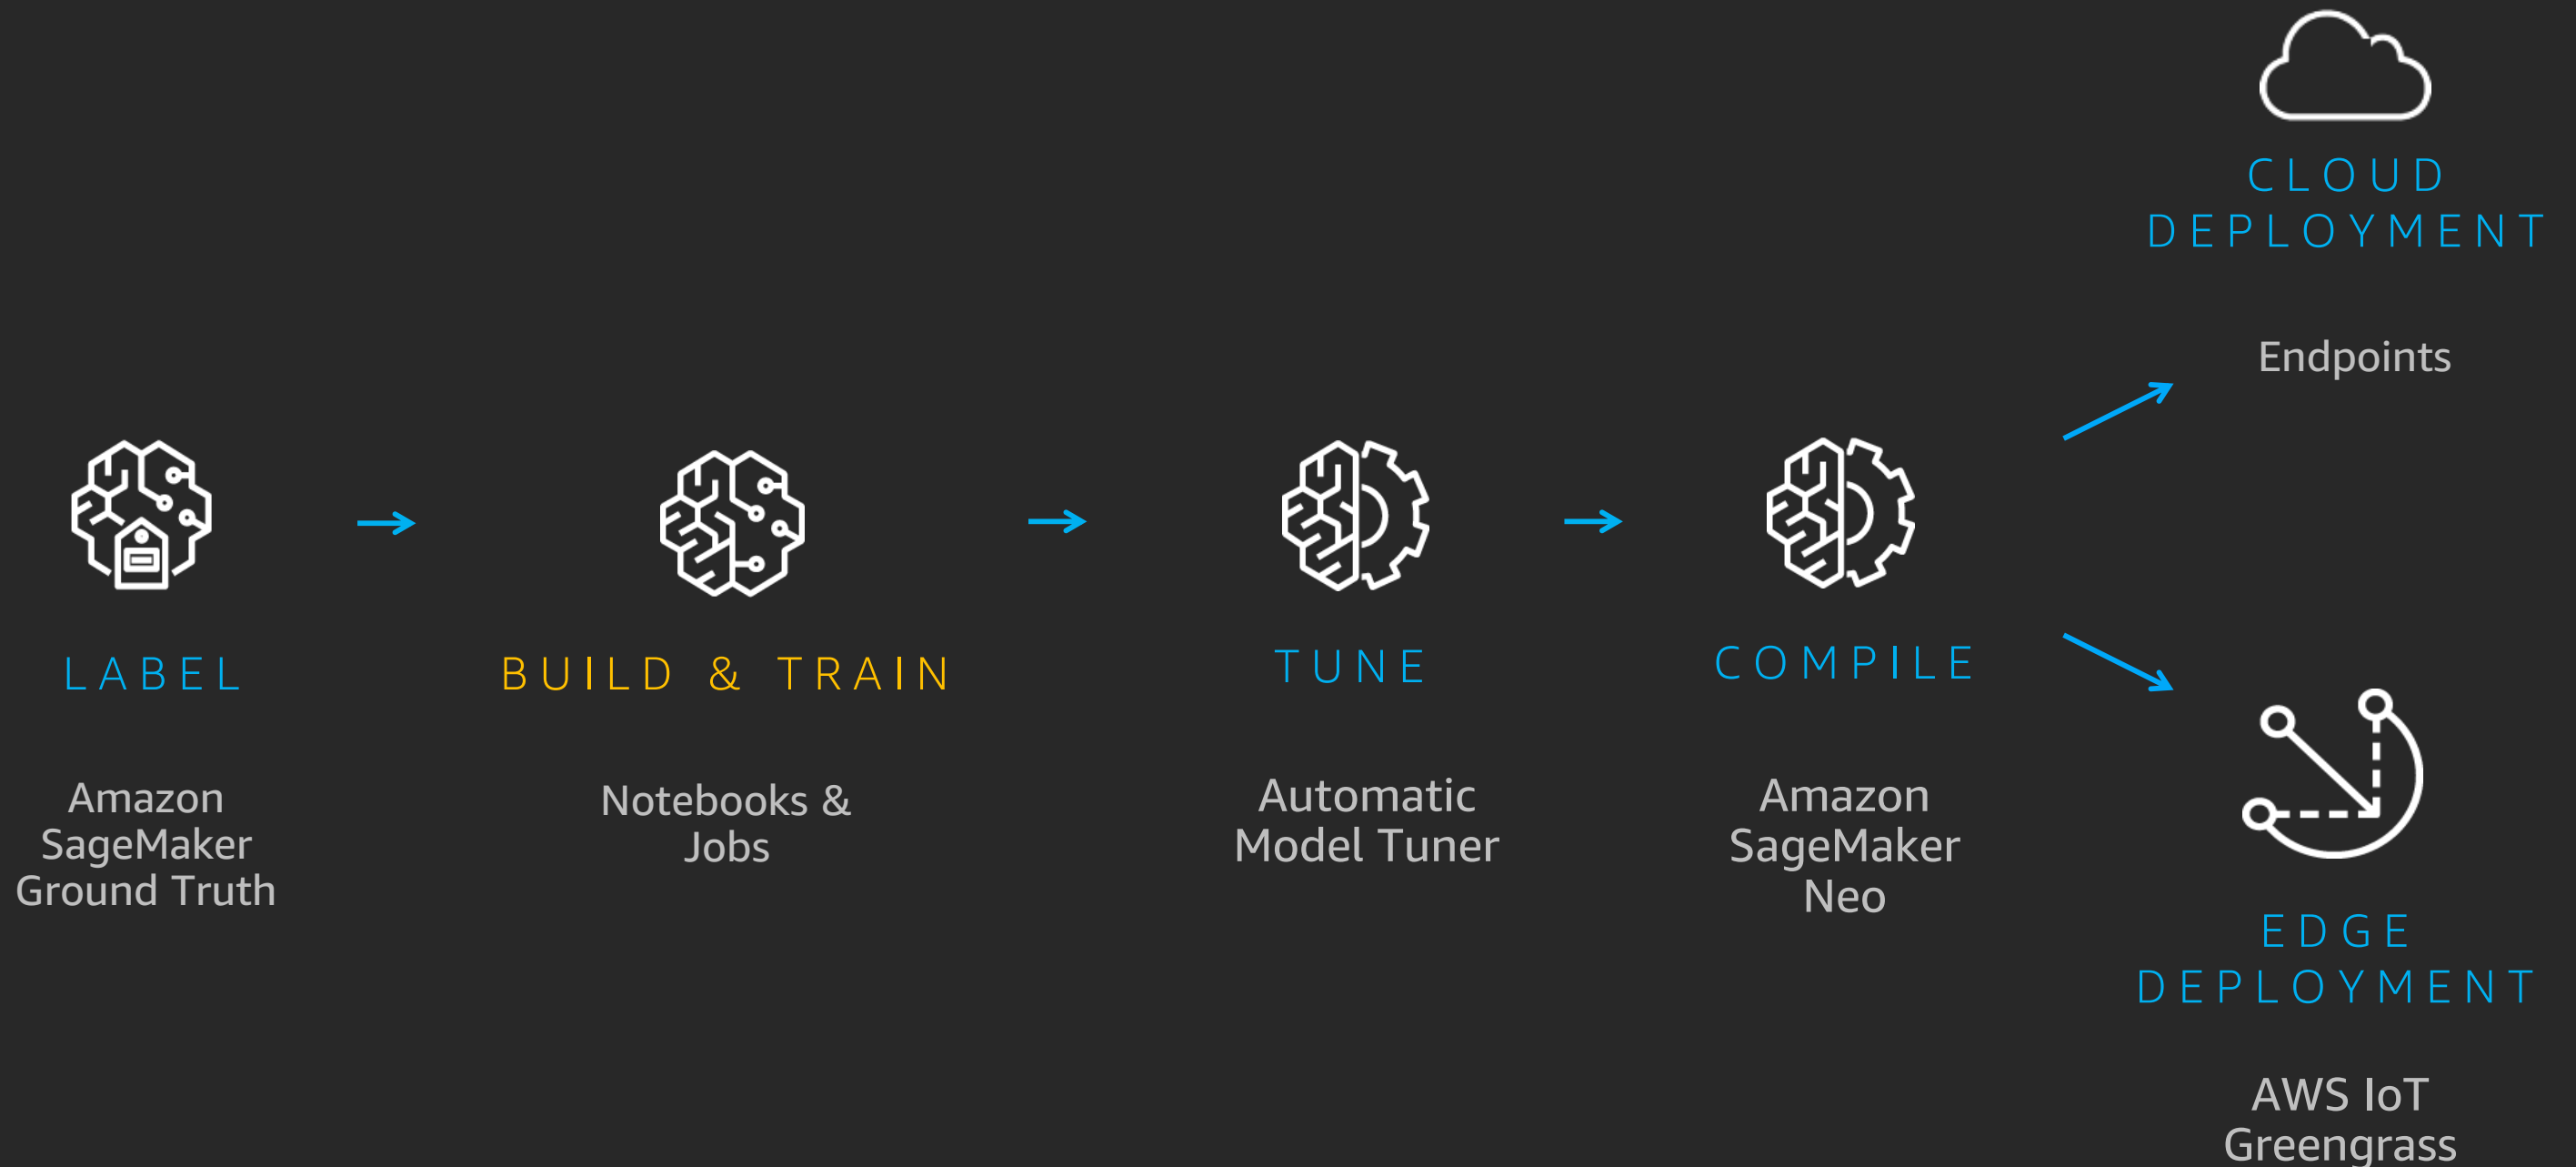 LABEL
Amazon
SageMaker
Ground Truth
BUILD & TRAIN
Notebooks &
Jobs
TUNE
Automatic
Model Tuner
COMPILE
Amazon
SageMaker
Neo
CLOUD
DEPLOYMENT
Endpoints
EDGE
DEPLOYMENT
AWS IoT
Greengrass